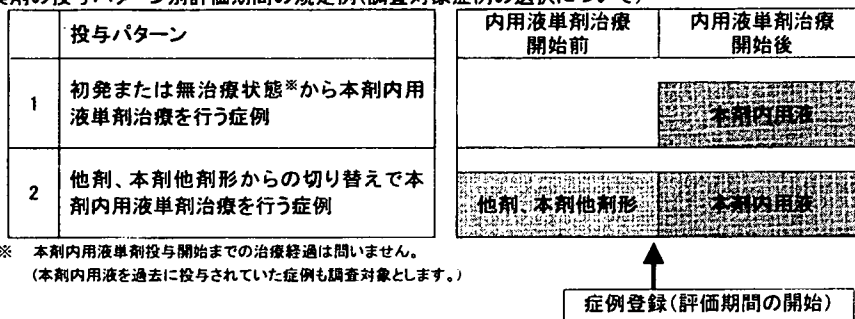 薬剤の投与パターン別評価期間の規定例(調査対象症例の選択について)
投与パターン
内用液単剤治療
開始前
内用液単剤治療
開始後
1
初発または無治療状態※から本剤内用
液単剤治療を行う症例
本剤内用液
2
他剤、本剤他剤形からの切り替えで本
剤内用液単剤治療を行う症例
他剤、本剤他剤形
本剤内用液
※ 本剤内用液単剤投与開始までの治療経過は問いません。
(本剤内用液を過去に投与されていた症例も調査対象とします。)
症例登録(評価期間の開始)